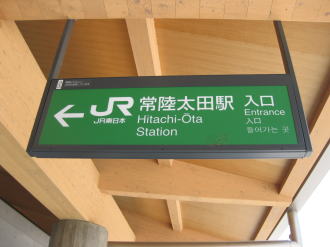 JR 常陸太田駅 入口
JR東日本 Hitachi-Ōta Station
Entrance
入口
들어가는 곳